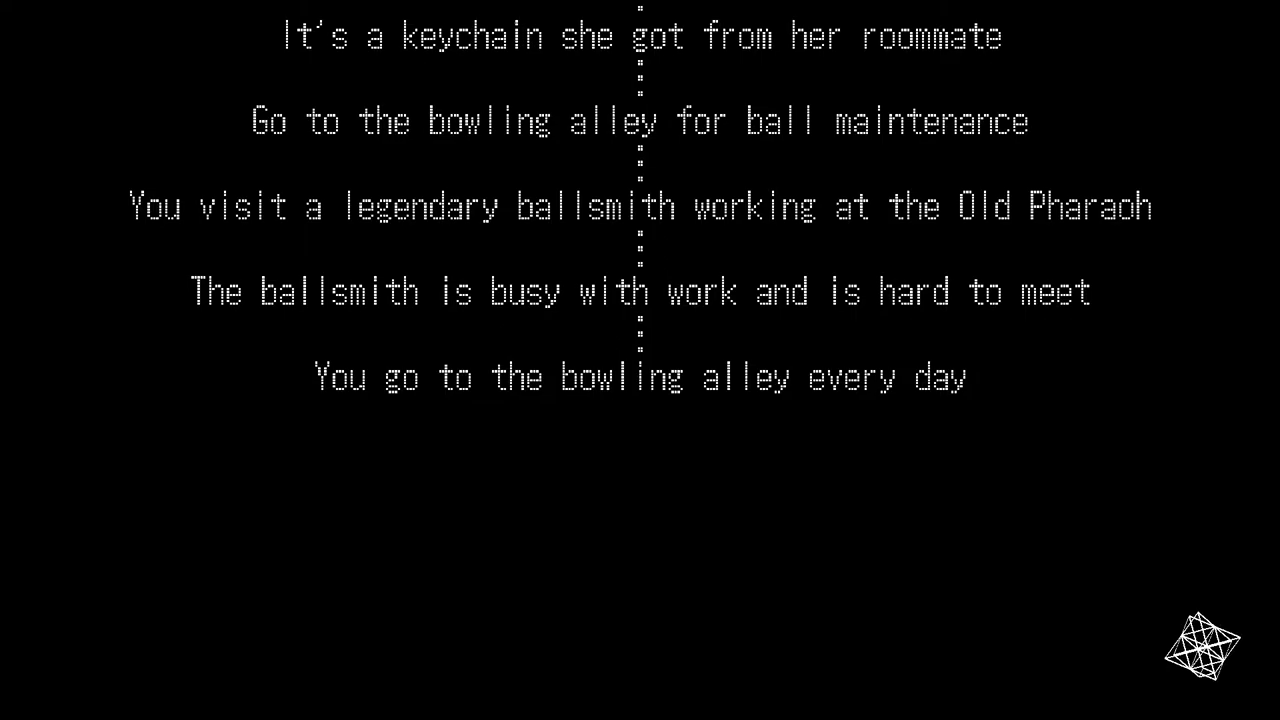 It's a keychain she got from her roommate
Go to the bowling alley for ball maintenance
You visit a legendary ballsmith working at the Old Pharaoh
The ballsmith is busy with work and is hard to meet
You go to the bowling alley every day